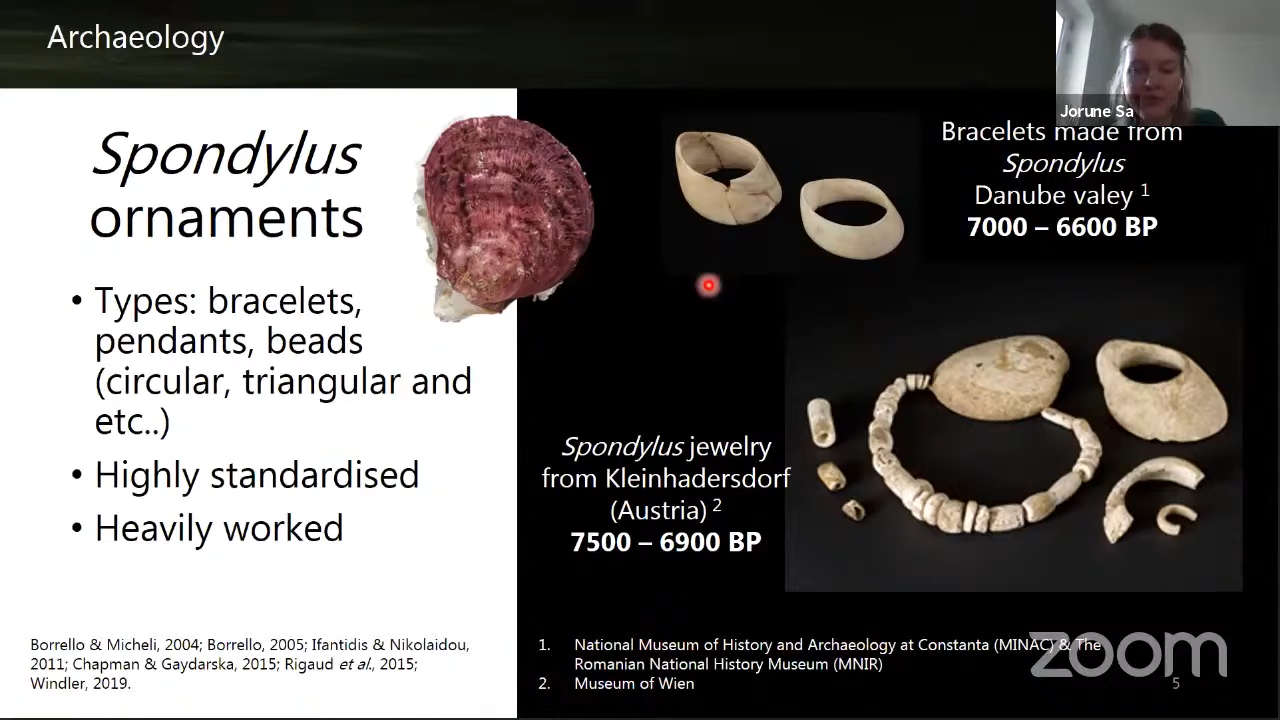 Archaeology
Jorune Sa
Spondylus
ornaments
• Types: bracelets,
pendants, beads
(circular, triangular and
etc..)
• Highly standardised
• Heavily worked
Borrello & Micheli, 2004; Borrello, 2005; Ifantidis & Nikolaidou,
2011; Chapman & Gaydarska, 2015; Rigaud et al., 2015;
Windler, 2019.
Bracelets made from
Spondylus
Danube valey 1
7000 – 6600 BP
Spondylus jewelry
from Kleinhadersdorf
(Austria) 2
7500 – 6900 BP
1. National Museum of History and Archaeology at Constanta (MINAC) & The
Romanian National History Museum (MNIR)
2. Museum of Wien
zoom
5